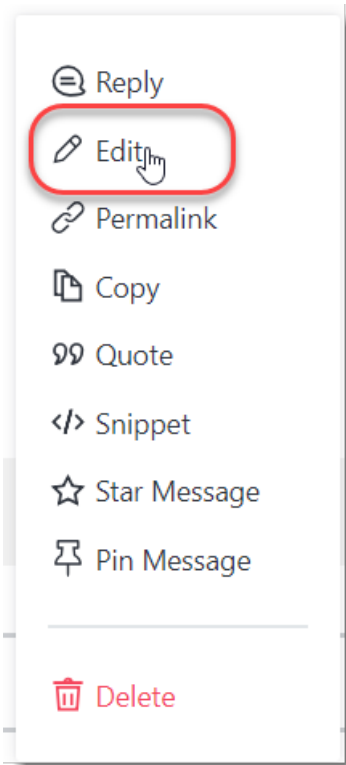 Reply
Edit
Permalink
Copy
Quote
Snippet
Star Message
Pin Message
Delete